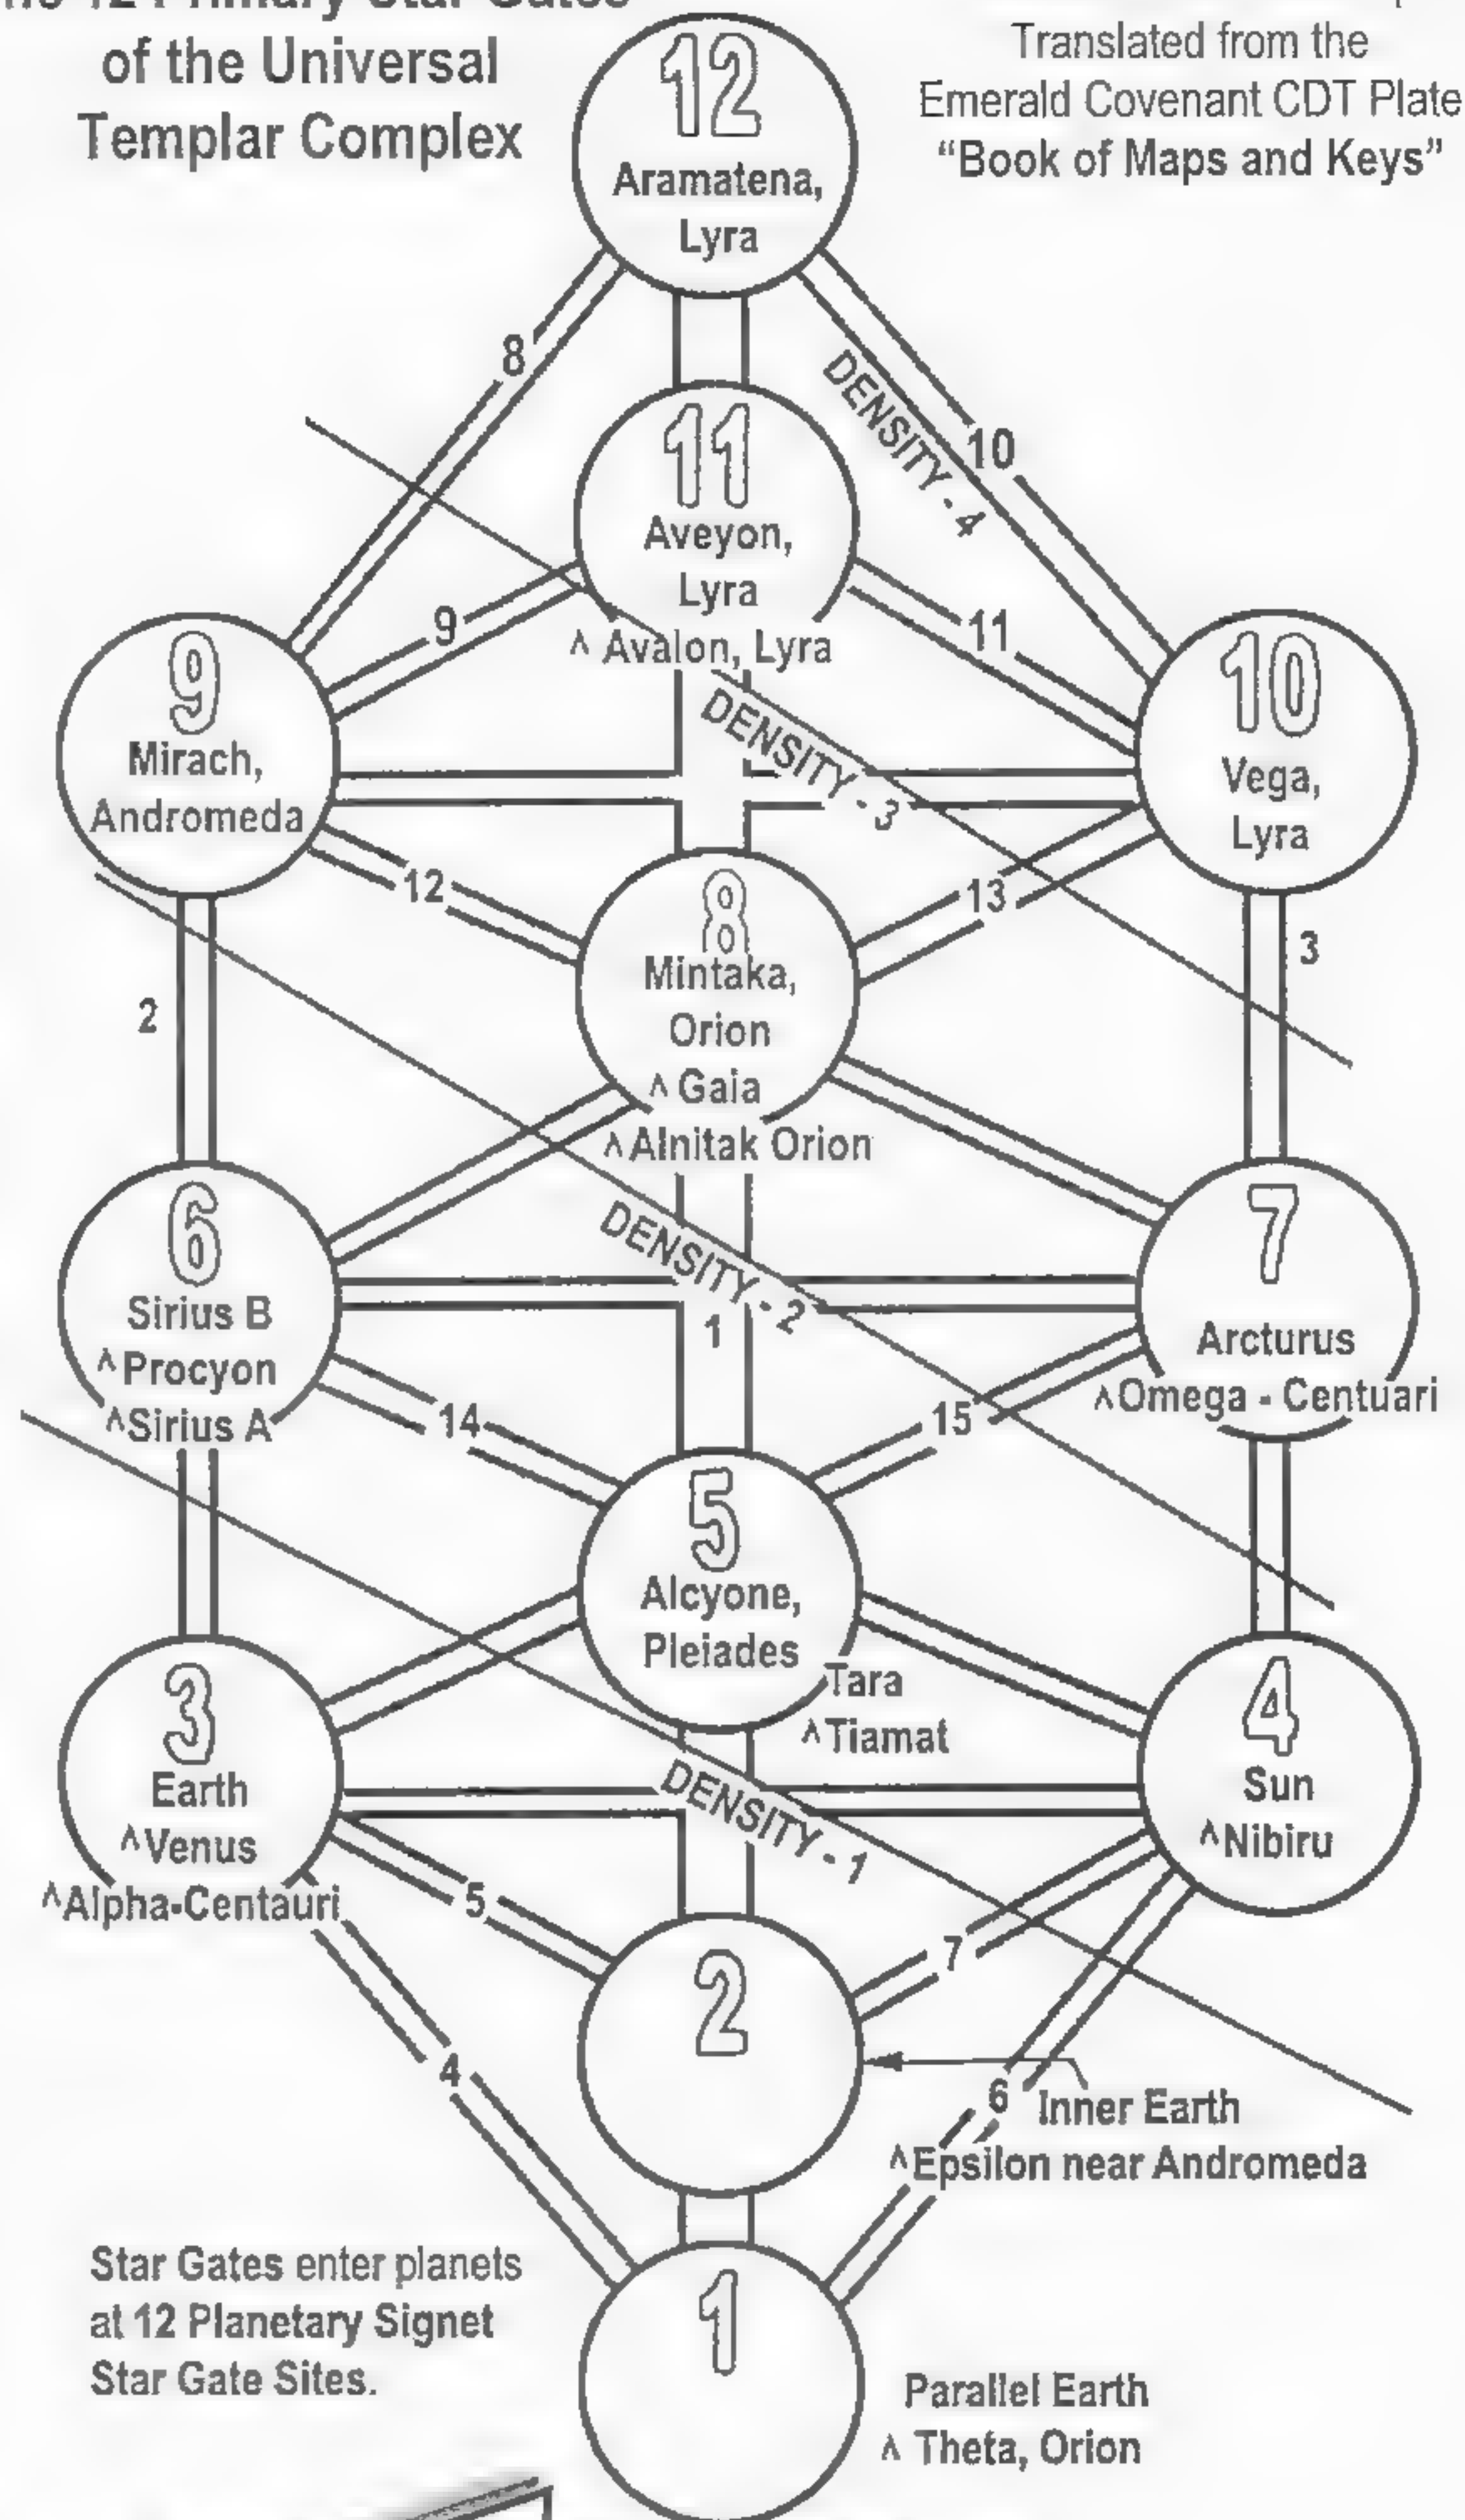 12 Primary Star Gates
of the Universal
Templar Complex
Translated from the
Emerald Covenant CDT Plate
“Book of Maps and Keys”
12
Aramatena,
Lyra
8
DENSITY - 4
10
11
Aveyon,
Lyra
^ Avalon, Lyra
9
11
9
Mirach,
Andromeda
10
Vega,
Lyra
DENSITY - 3
12
13
8
Mintaka,
Orion
^ Gaia
^ Alnitak Orion
2
3
6
Sirius B
^ Procyon
^ Sirius A
7
Arcturus
^ Omega - Centuari
DENSITY - 2
1
14
15
5
Alcyone,
Pleiades
Tara
^ Tiamat
3
Earth
^ Venus
^ Alpha-Centauri
4
Sun
^ Nibiru
DENSITY - 1
5
7
2
4
6
Inner Earth
^ Epsilon near Andromeda
Star Gates enter planets
at 12 Planetary Signet
Star Gate Sites.
1
Parallel Earth
^ Theta, Orion